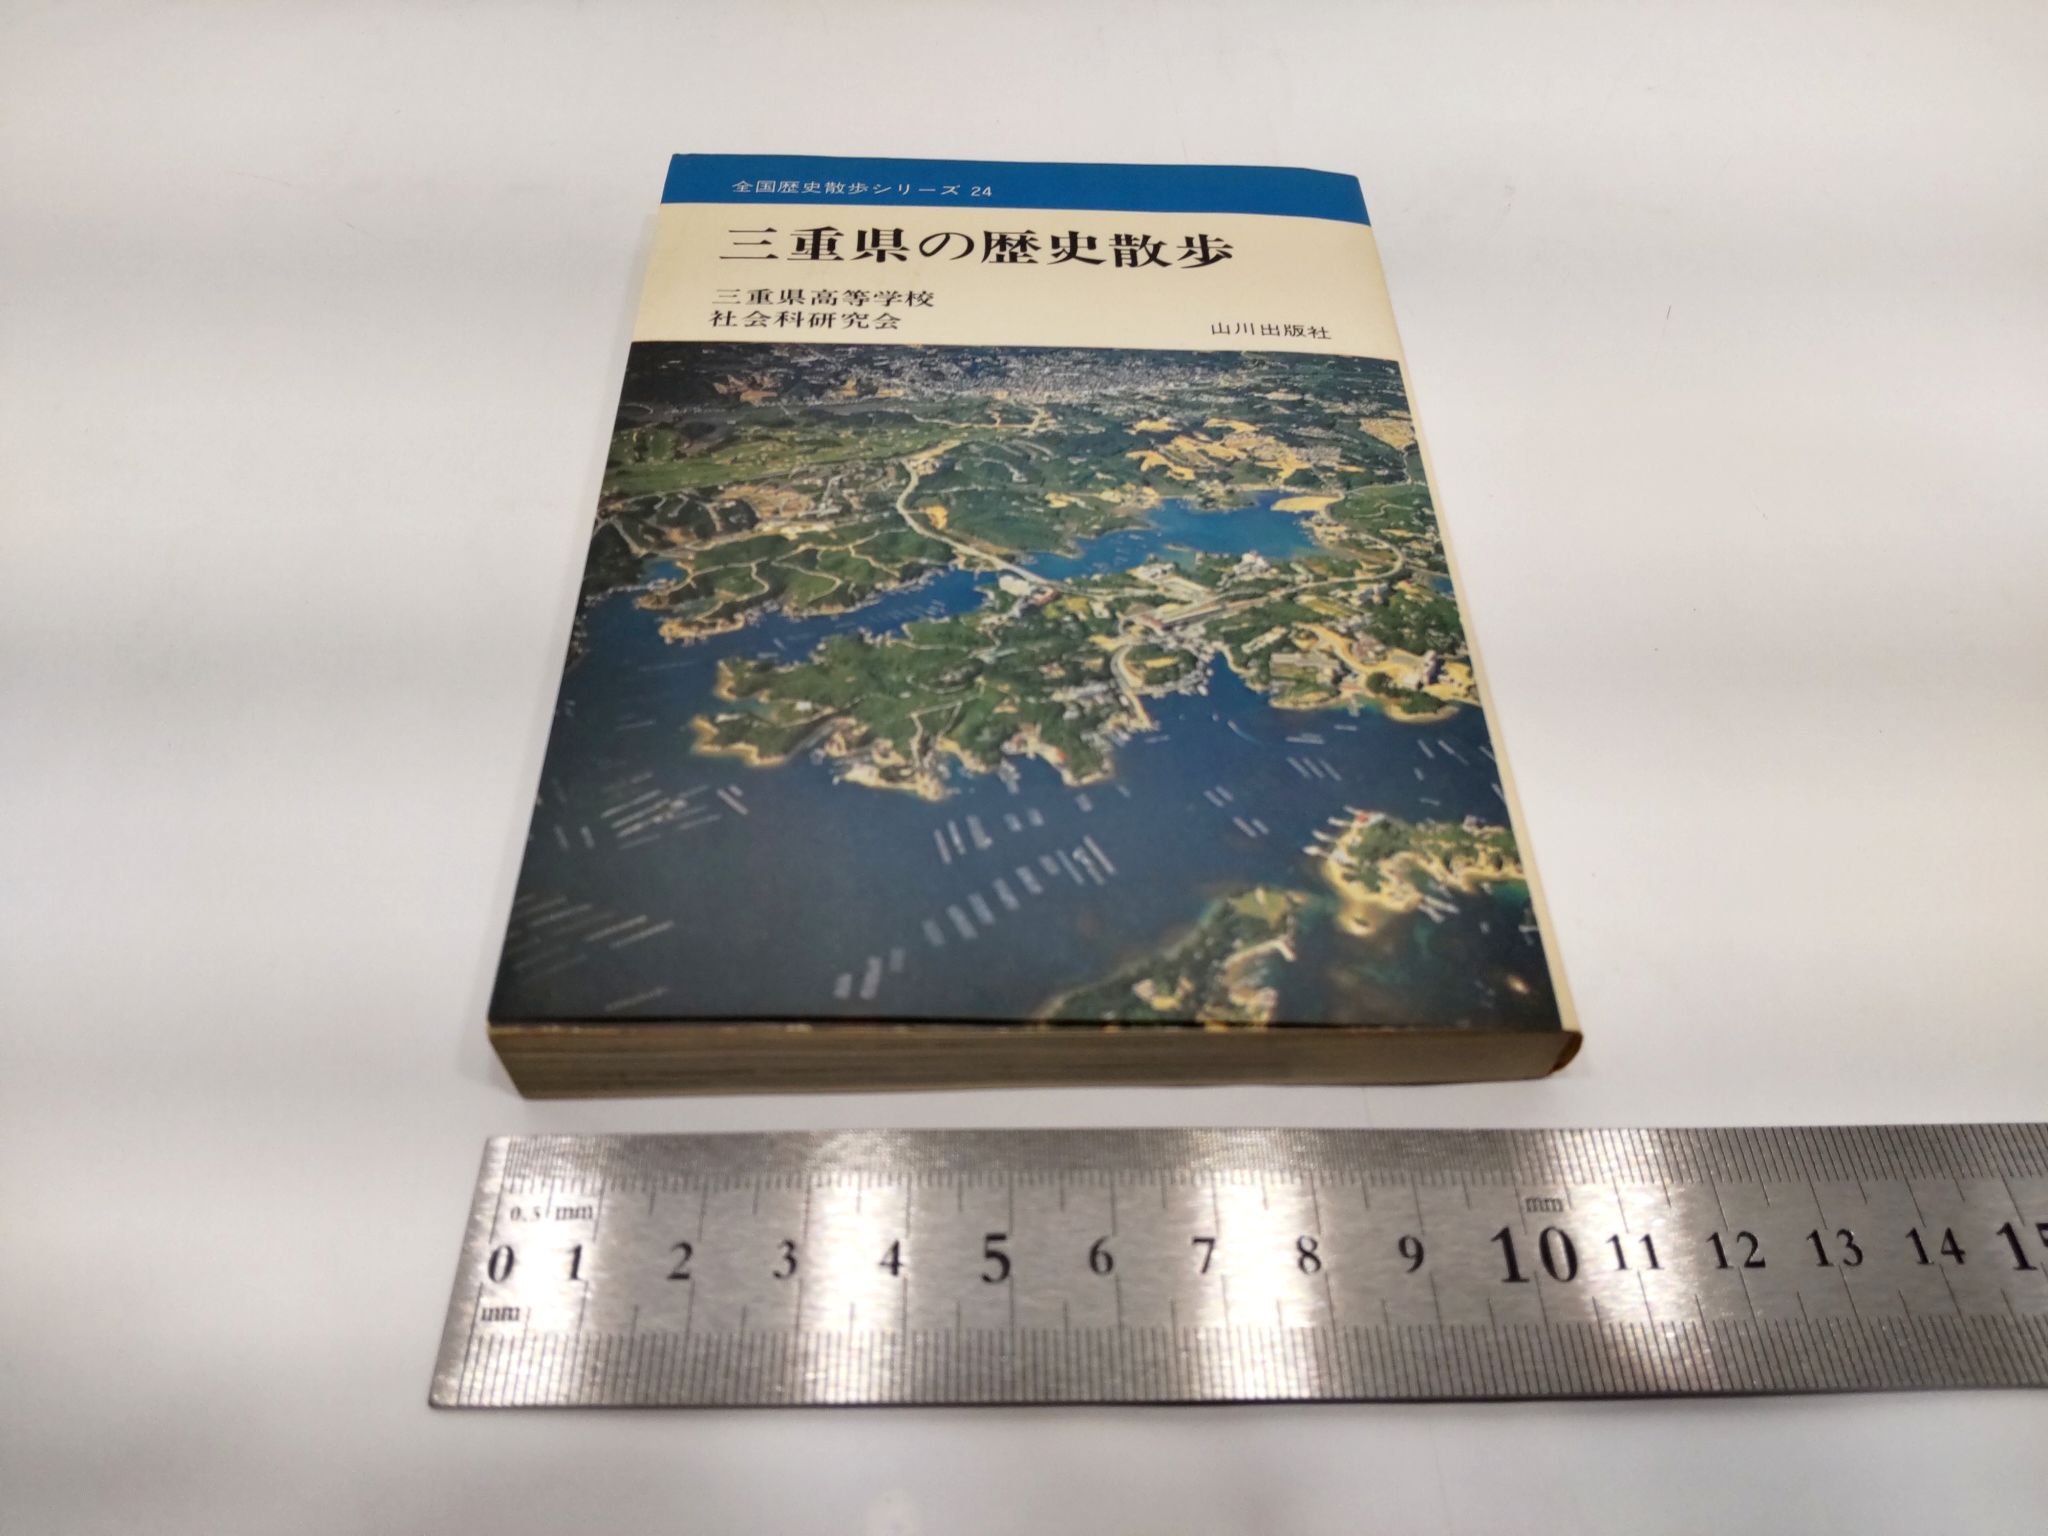 全国歴史散歩シリーズ 24
三重県の歴史散歩
三重県高等学校
社会科研究会
山川出版社
0.5 mm
mm
0 1 2 3 4 5 6 7 8 9 10 11 12 13 14 15
mm